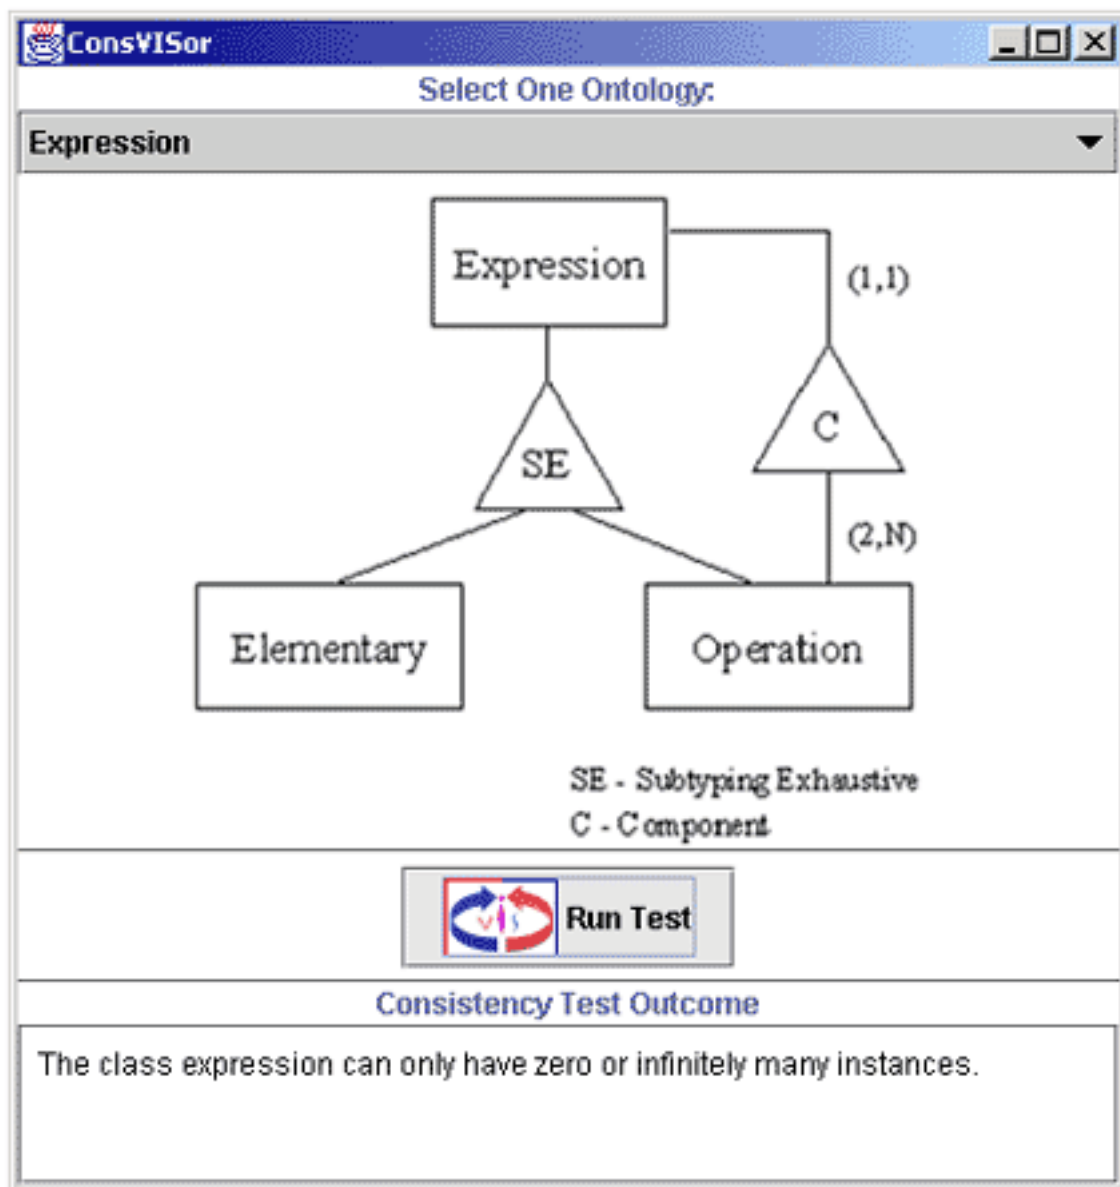 ConsVISor
Select One Ontology:
Expression
Expression
(1,1)
C
SE
(2,N)
Elementary
Operation
SE - Subtyping Exhaustive
C - Component
VIS Run Test
Consistency Test Outcome
The class expression can only have zero or infinitely many instances.